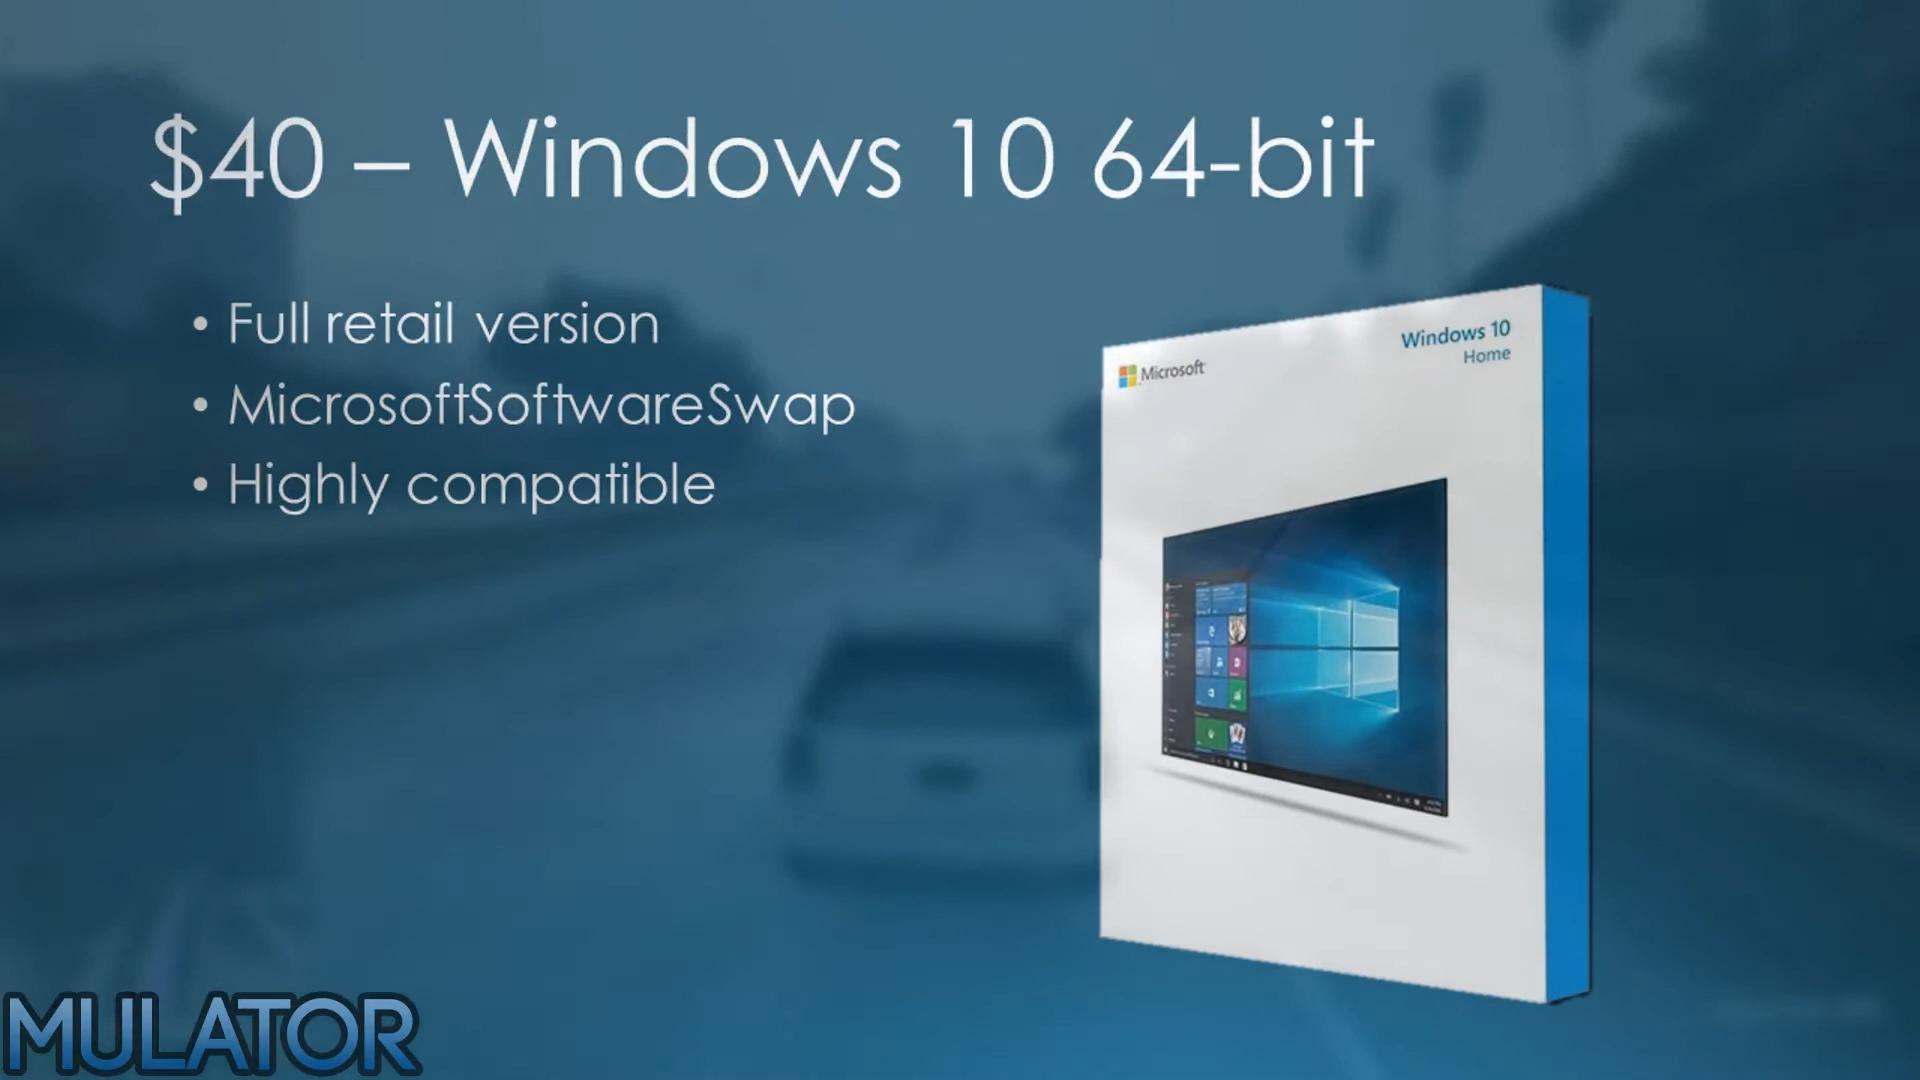 $40 – Windows 10 64-bit
• Full retail version
• MicrosoftSoftwareSwap
• Highly compatible
Microsoft
Windows 10
Home
MULATOR